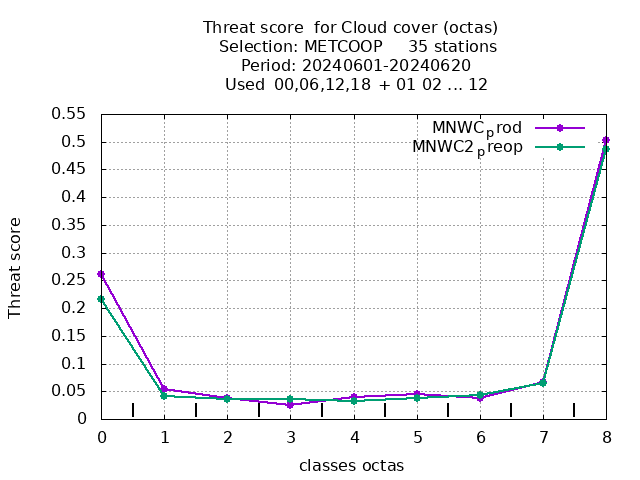 Threat score  for Cloud cover (octas)
Selection: METCOOP     35 stations
Period: 20240601-20240620
Used  00,06,12,18 + 01 02 ... 12
0.55
0.5
0.45
0.4
0.35
0.3
0.25
0.2
0.15
0.1
0.05
0
MNWC_prod
MNWC2_preop
Threat score
0 1 2 3 4 5 6 7 8
classes octas